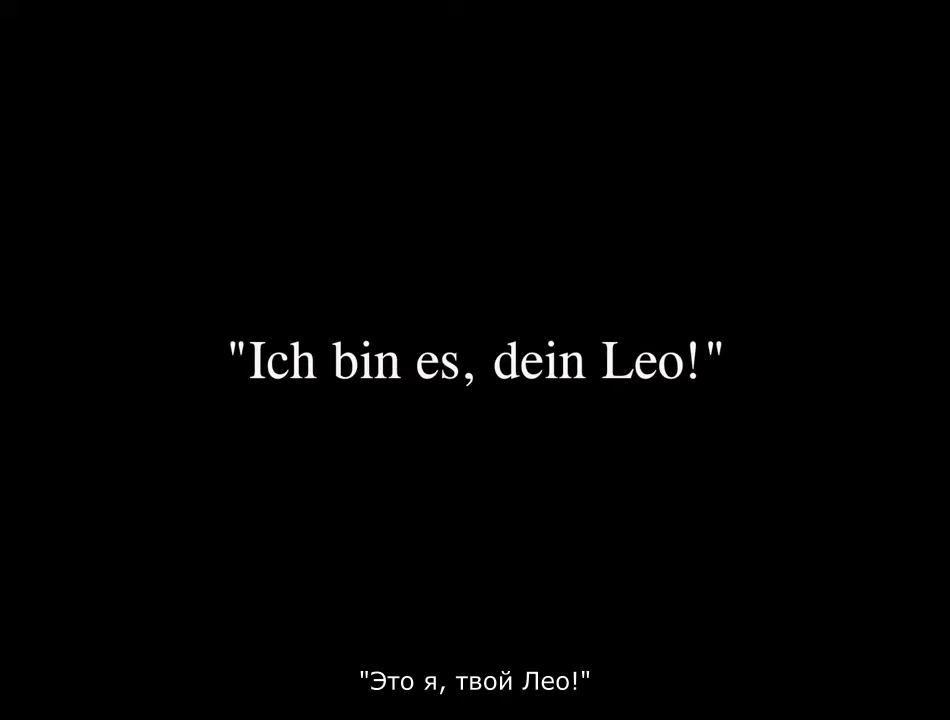 "Ich bin es, dein Leo!"
"Это я, твой Лео!"